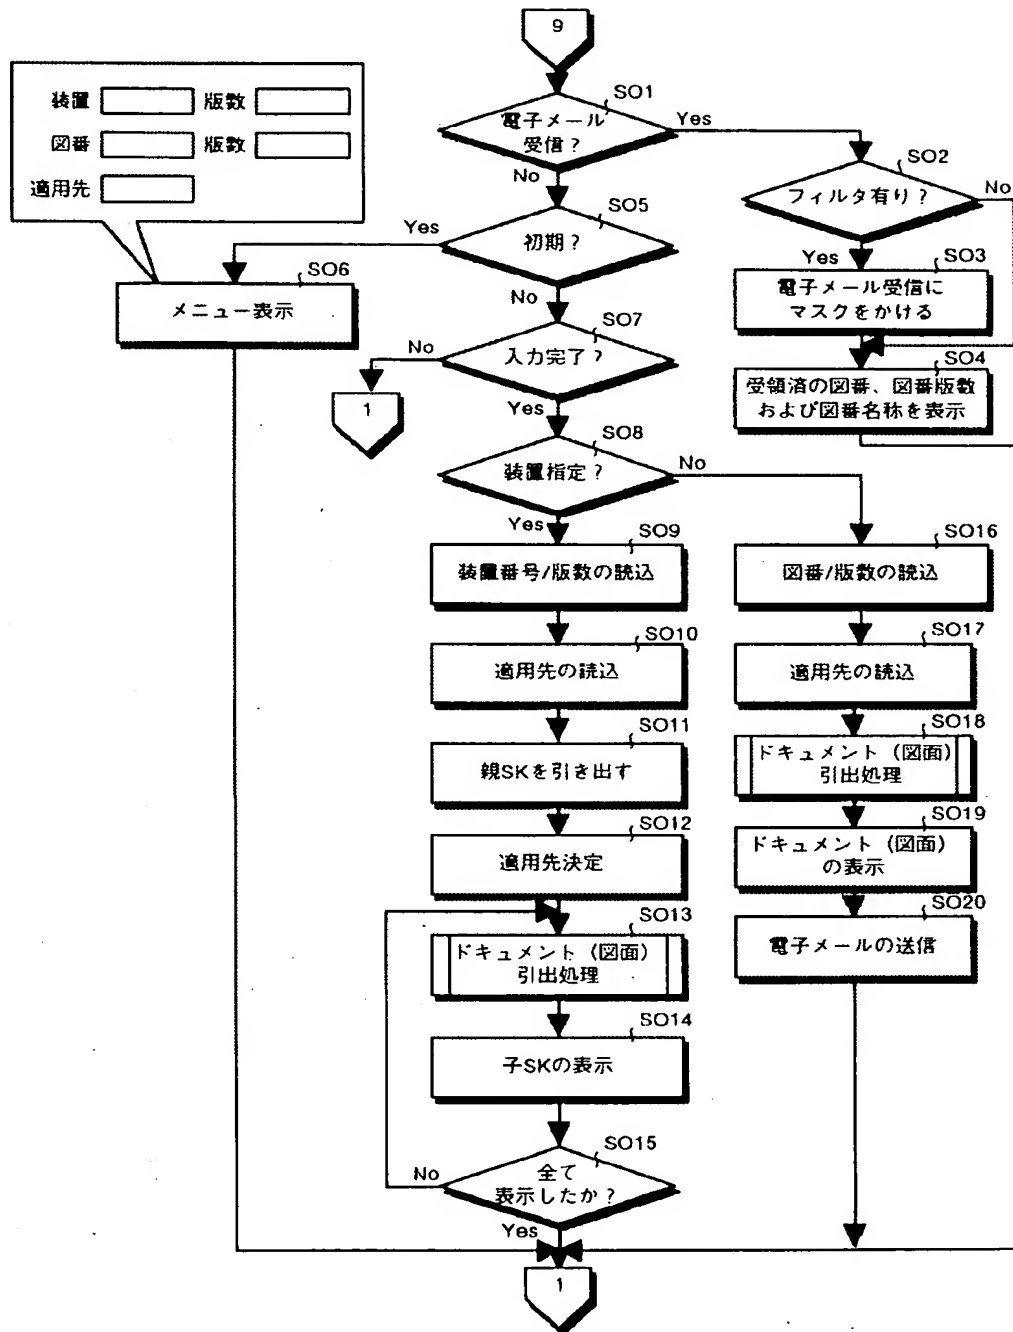 9
SO1
電子メール
受信?
Yes
No
SO2
フィルタ有り?
No
Yes
SO3
電子メール受信に
マスクをかける
SO4
受領済の図番、図番版数
および図番名称を表示
装置 版数
図番 版数
適用先
SO5
初期?
Yes
No
SO6
メニュー表示
SO7
入力完了?
No
1
Yes
SO8
装置指定?
No
Yes
SO9
装置番号/版数の読込
SO10
適用先の読込
SO11
親SKを引き出す
SO12
適用先決定
SO13
ドキュメント(図面)
引出処理
SO14
子SKの表示
SO15
全て
表示したか?
No
Yes
SO16
図番/版数の読込
SO17
適用先の読込
SO18
ドキュメント(図面)
引出処理
SO19
ドキュメント(図面)
の表示
SO20
電子メールの送信
1